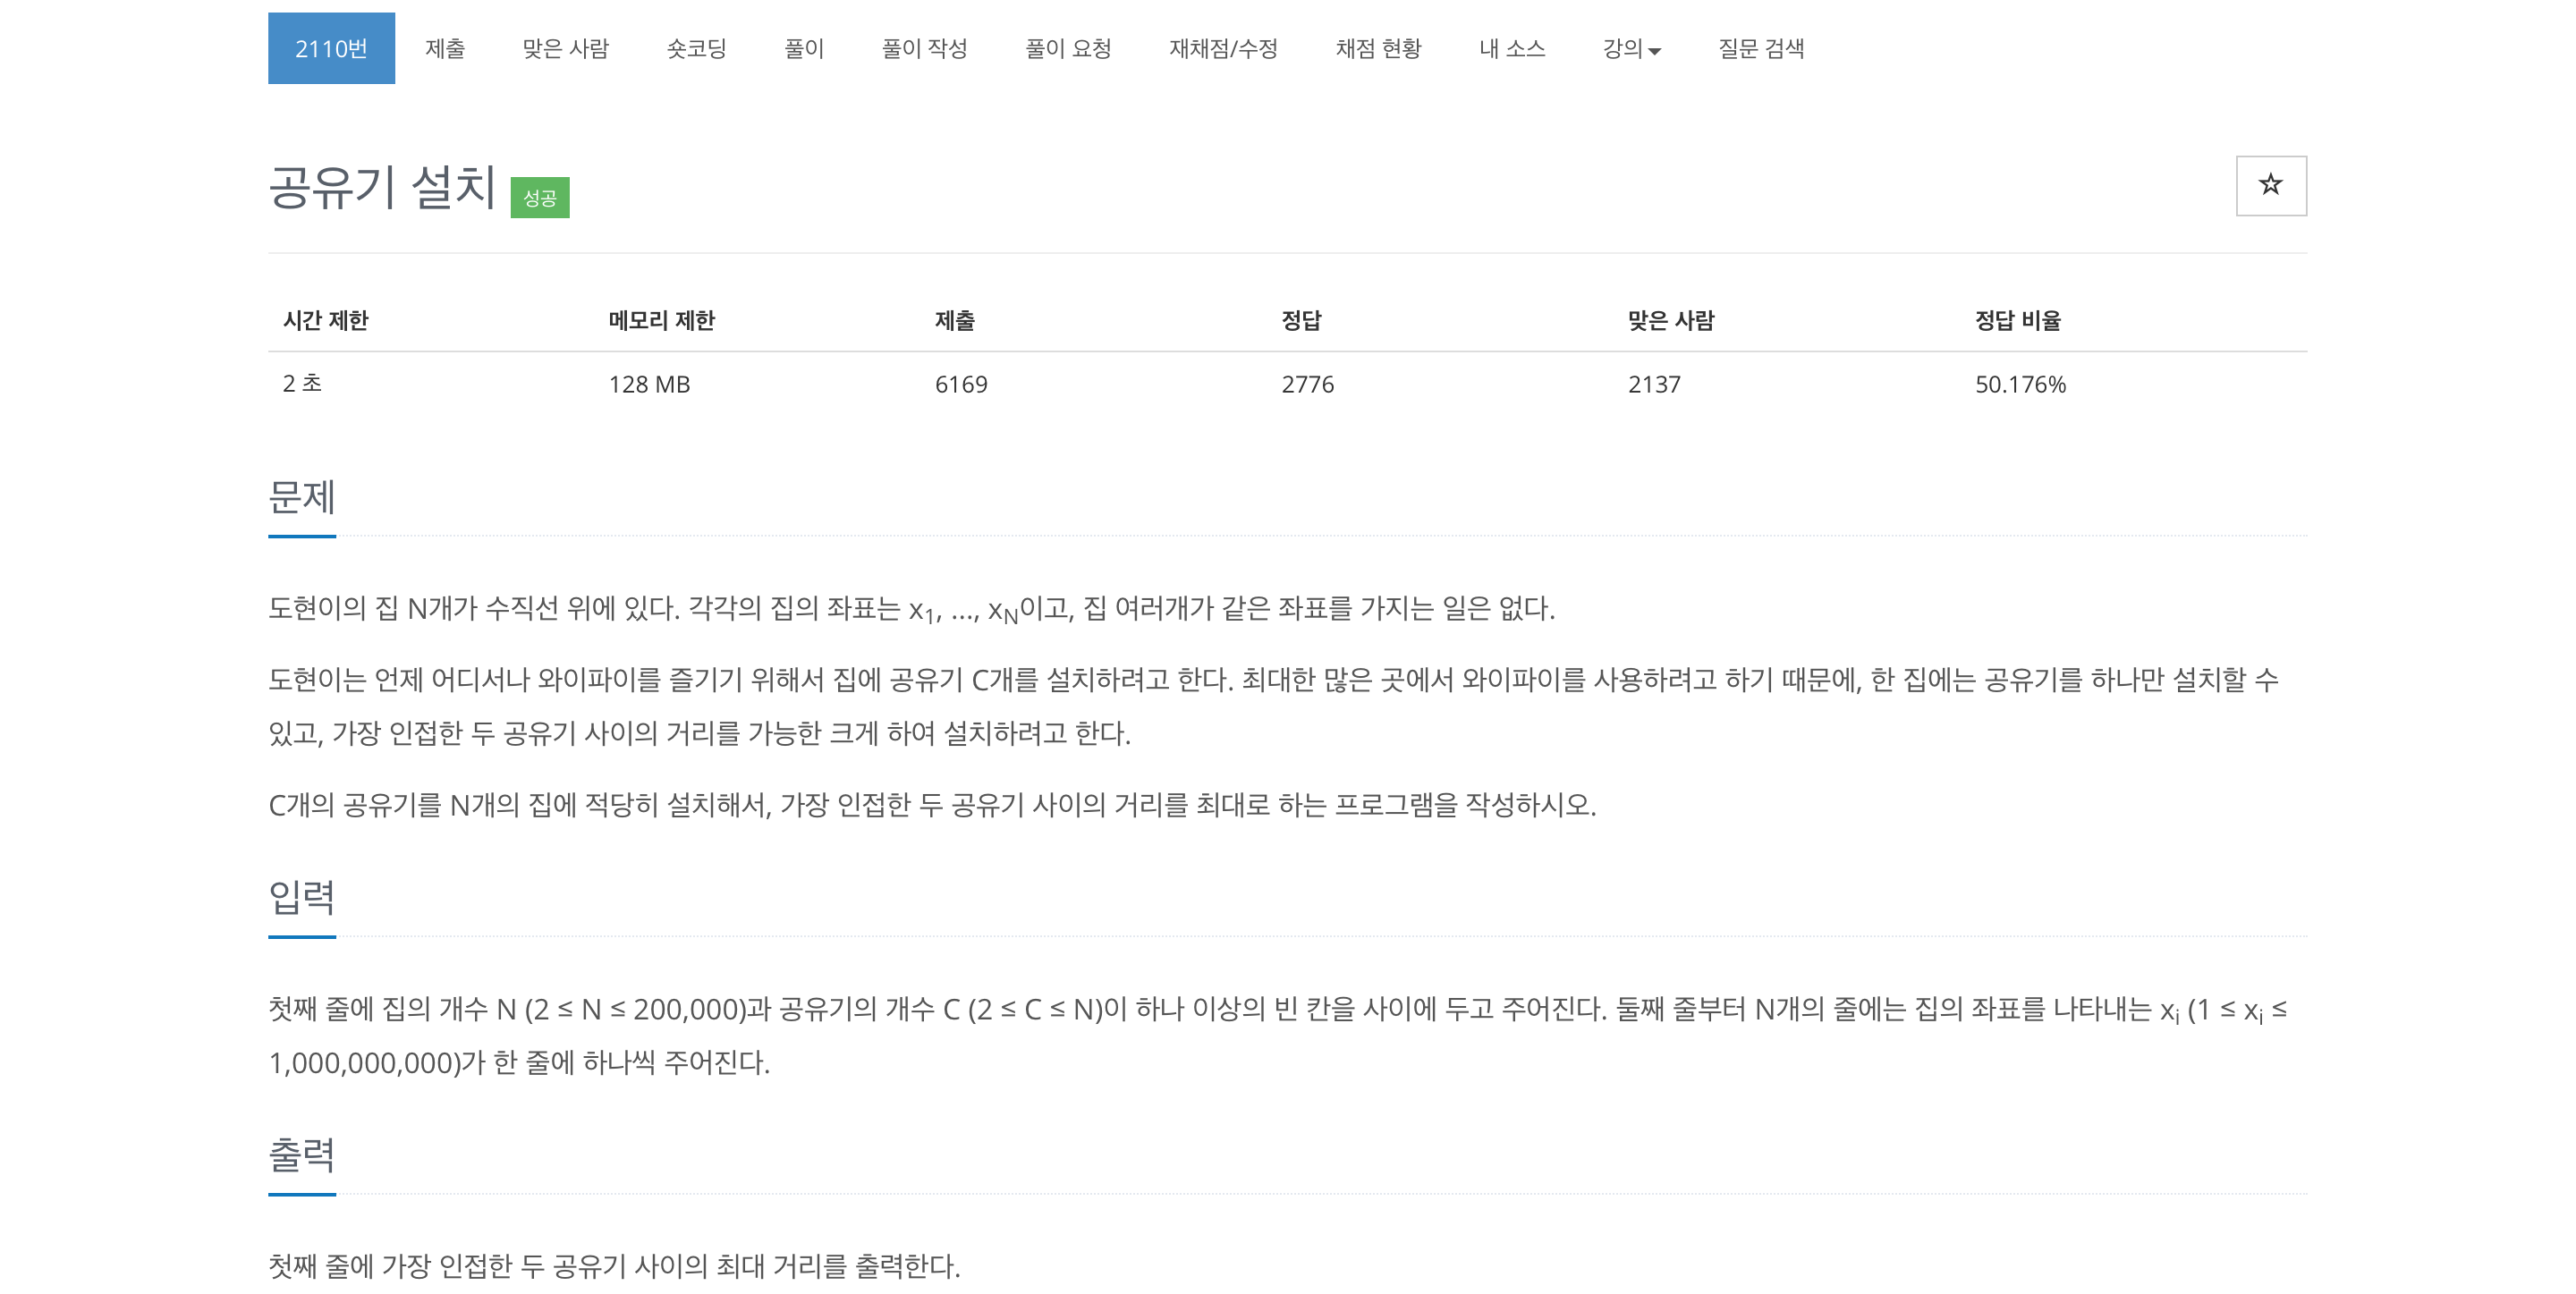 2110번 제출 맞은 사람 숏코딩 풀이 풀이 작성 풀이 요청 재채점/수정 채점 현황 내 소스 강의 질문 검색
공유기 설치 성공
시간 제한 메모리 제한 제출 정답 맞은 사람 정답 비율
2 초 128 MB 6169 2776 2137 50.176%
문제
도현이의 집 N개가 수직선 위에 있다. 각각의 집의 좌표는 x1, ..., xN이고, 집 여러개가 같은 좌표를 가지는 일은 없다.
도현이는 언제 어디서나 와이파이를 즐기기 위해서 집에 공유기 C개를 설치하려고 한다. 최대한 많은 곳에서 와이파이를 사용하려고 하기 때문에, 한 집에는 공유기를 하나만 설치할 수
있고, 가장 인접한 두 공유기 사이의 거리를 가능한 크게 하여 설치하려고 한다.
C개의 공유기를 N개의 집에 적당히 설치해서, 가장 인접한 두 공유기 사이의 거리를 최대로 하는 프로그램을 작성하시오.
입력
첫째 줄에 집의 개수 N (2 ≤ N ≤ 200,000)과 공유기의 개수 C (2 ≤ C ≤ N)이 하나 이상의 빈 칸을 사이에 두고 주어진다. 둘째 줄부터 N개의 줄에는 집의 좌표를 나타내는 xi (1 ≤ xi ≤
1,000,000,000)가 한 줄에 하나씩 주어진다.
출력
첫째 줄에 가장 인접한 두 공유기 사이의 최대 거리를 출력한다.